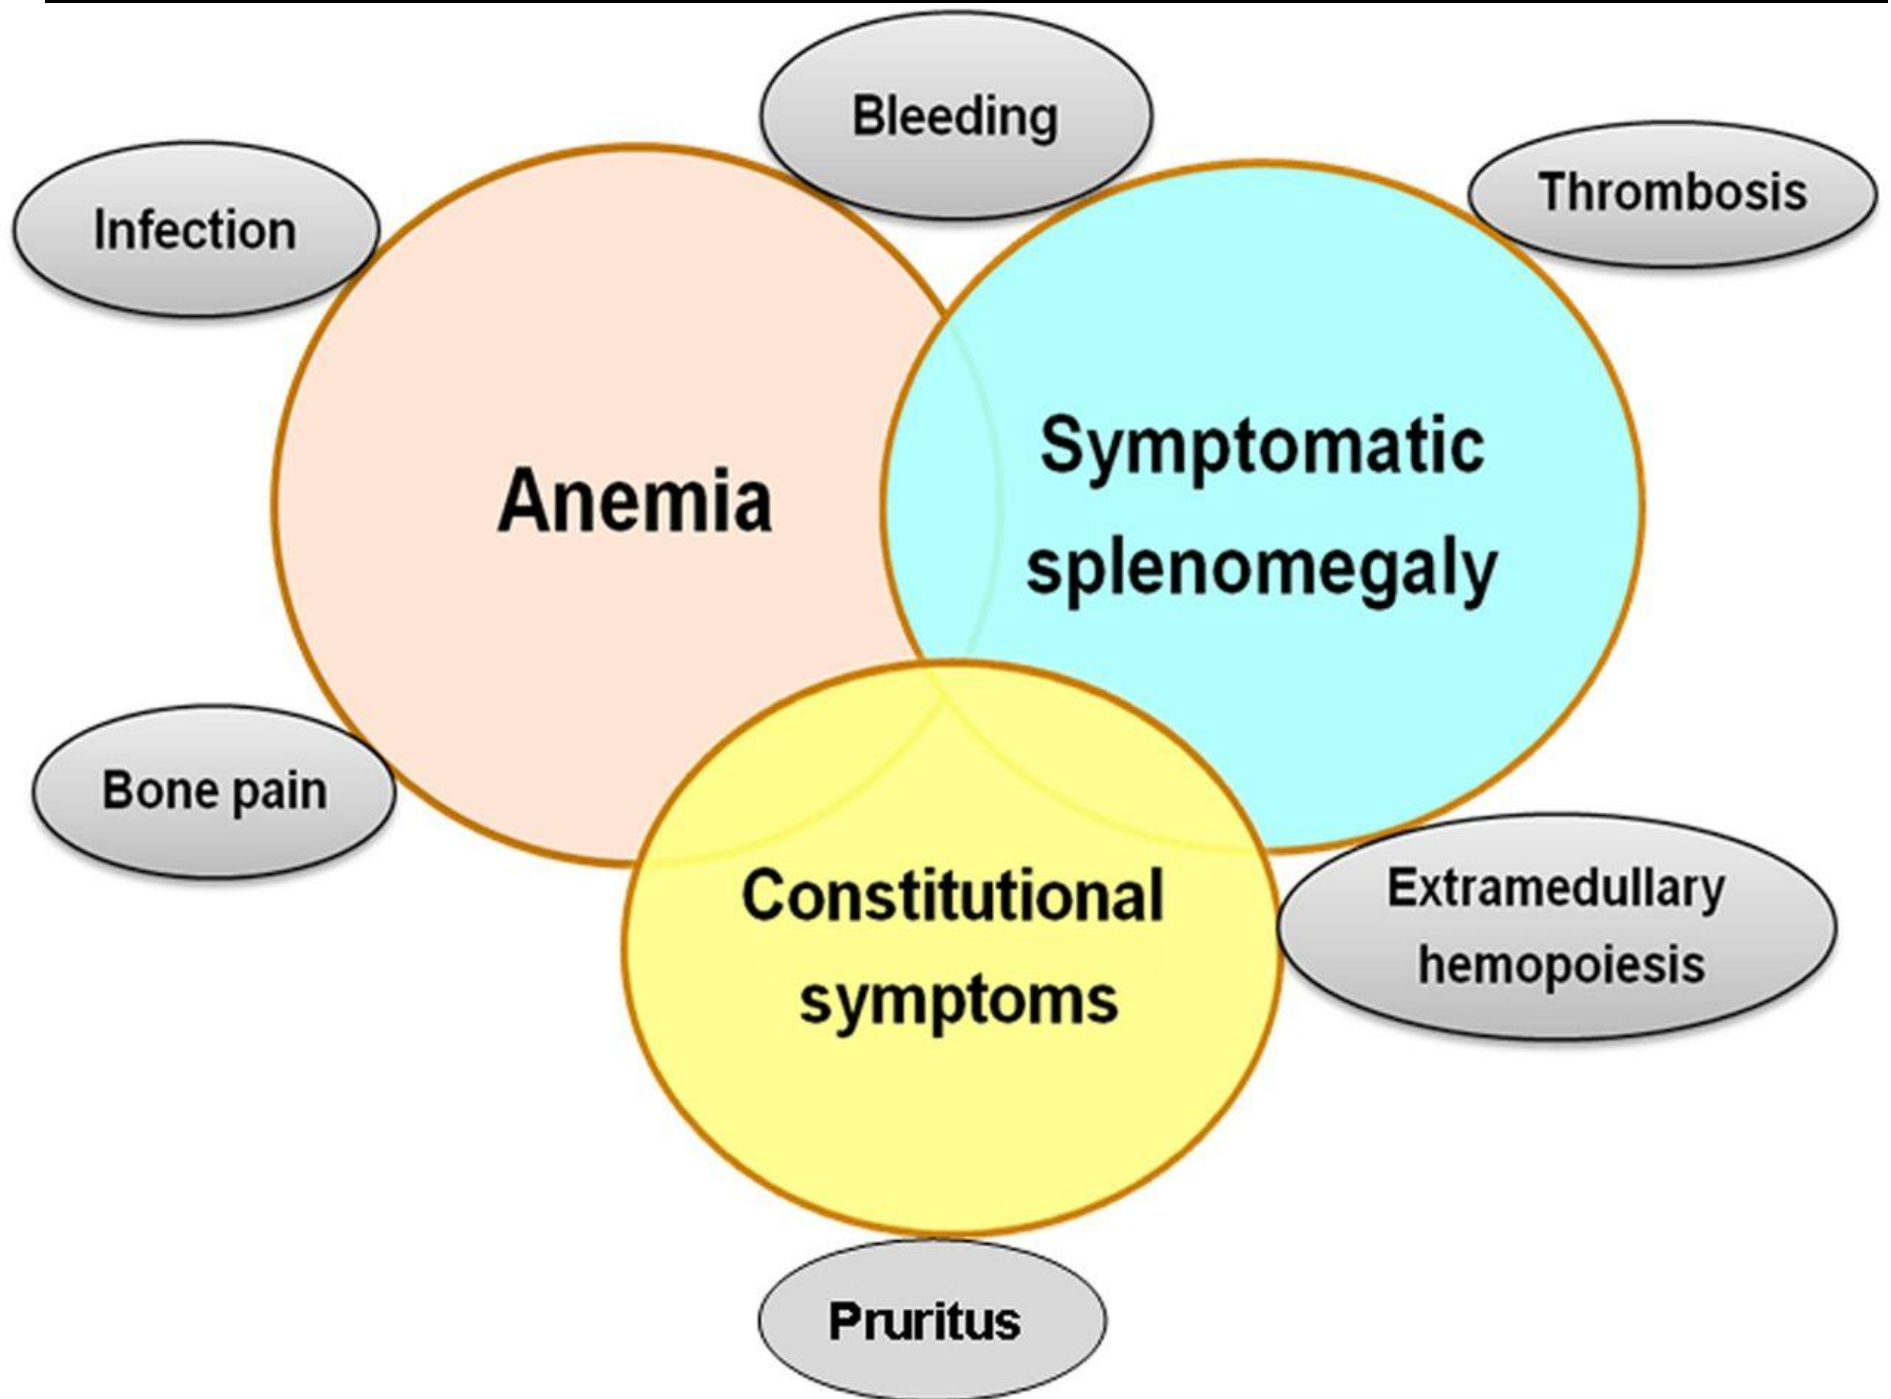 Bleeding
Thrombosis
Infection
Symptomatic
splenomegaly
Anemia
Bone pain
Constitutional
symptoms
Extramedullary
hemopoiesis
Pruritus